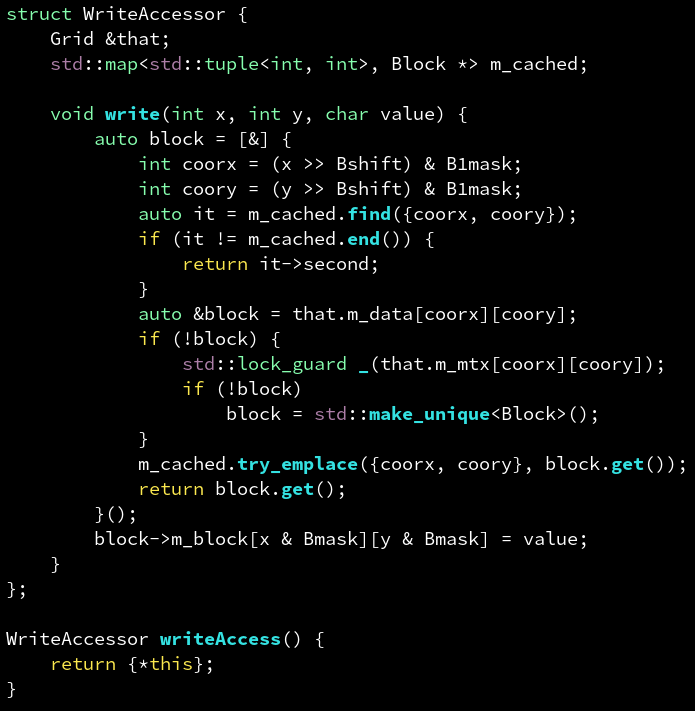 struct WriteAccessor {
    Grid &that;
    std::map<std::tuple<int, int>, Block *> m_cached;

    void write(int x, int y, char value) {
        auto block = [&] {
            int coorx = (x >> Bshift) & B1mask;
            int coory = (y >> Bshift) & B1mask;
            auto it = m_cached.find({coorx, coory});
            if (it != m_cached.end()) {
                return it->second;
            }
            auto &block = that.m_data[coorx][coory];
            if (!block) {
                std::lock_guard _(that.m_mtx[coorx][coory]);
                if (!block)
                    block = std::make_unique<Block>();
            }
            m_cached.try_emplace({coorx, coory}, block.get());
            return block.get();
        }();
        block->m_block[x & Bmask][y & Bmask] = value;
    }
};

WriteAccessor writeAccess() {
    return {*this};
}